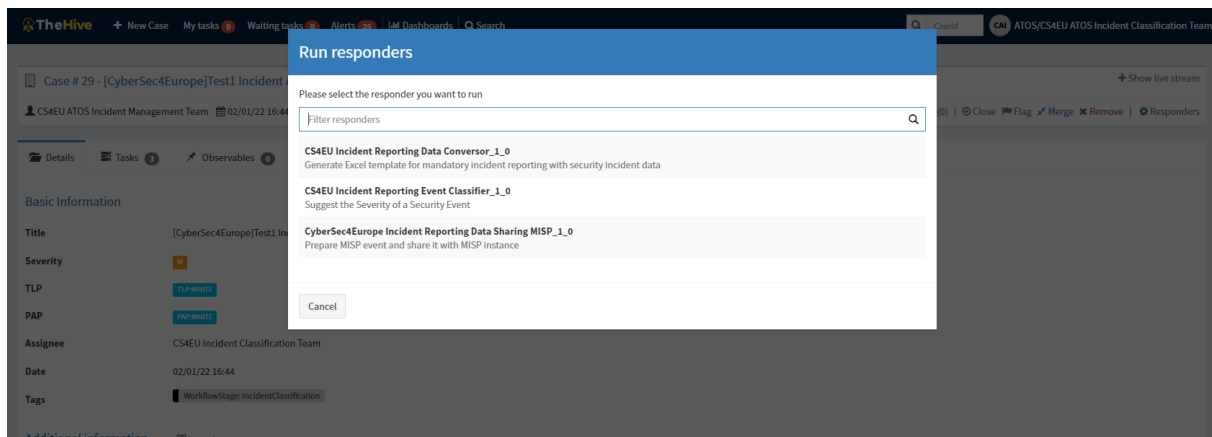 TheHive + New Case My tasks 0 Waiting tasks 0 Alerts 25 Dashboards Search CaseId CAI ATOS/CS4EU ATOS Incident Classification Team
Run responders
Case # 29 - [CyberSec4Europe]Test1 Incident
+ Show live stream
Please select the responder you want to run
CS4EU ATOS Incident Management Team 02/01/22 16:44
(0) | Close Flag Merge Remove | Responders
Filter responders
Details Tasks 3 Observables 0
CS4EU Incident Reporting Data Conversor_1_0
Generate Excel template for mandatory incident reporting with security incident data
CS4EU Incident Reporting Event Classifier_1_0
Suggest the Severity of a Security Event
CyberSec4Europe Incident Reporting Data Sharing MISP_1_0
Prepare MISP event and share it with MISP instance
Cancel
Basic Information
Title [CyberSec4Europe]Test1
Severity M
TLP TLP:WHITE
PAP PAP:WHITE
Assignee CS4EU Incident Classification Team
Date 02/01/22 16:44
Tags WorkflowStage: IncidentClassification